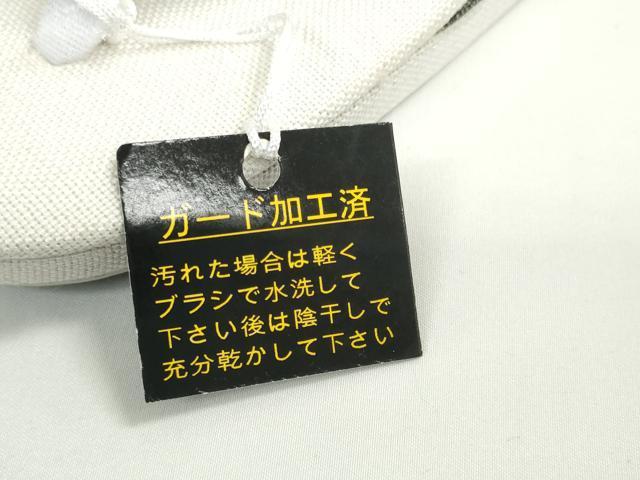 ガード加工済
汚れた場合は軽く
ブラシで水洗して
下さい後は陰干しで
充分乾かして下さい